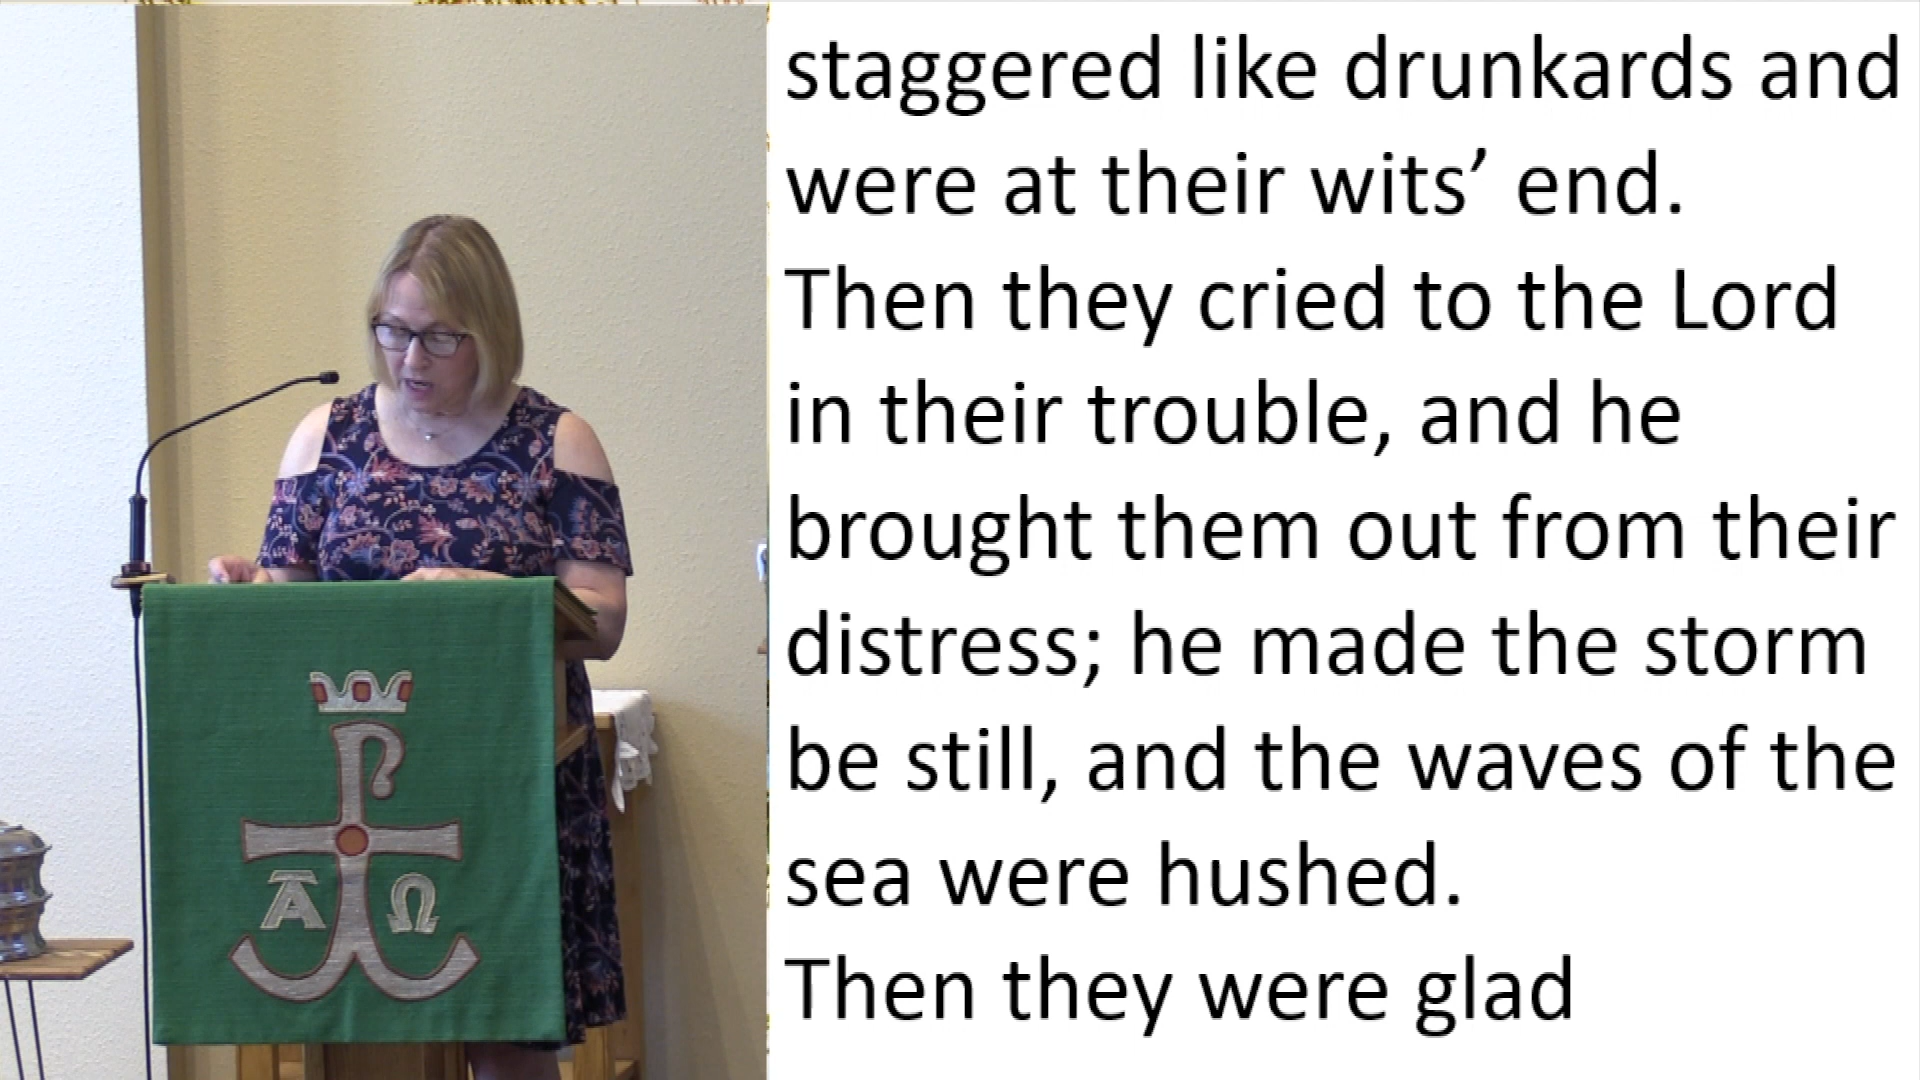 staggered like drunkards and
were at their wits’ end.
Then they cried to the Lord
in their trouble, and he
brought them out from their
distress; he made the storm
be still, and the waves of the
sea were hushed.
Then they were glad
Α Ω